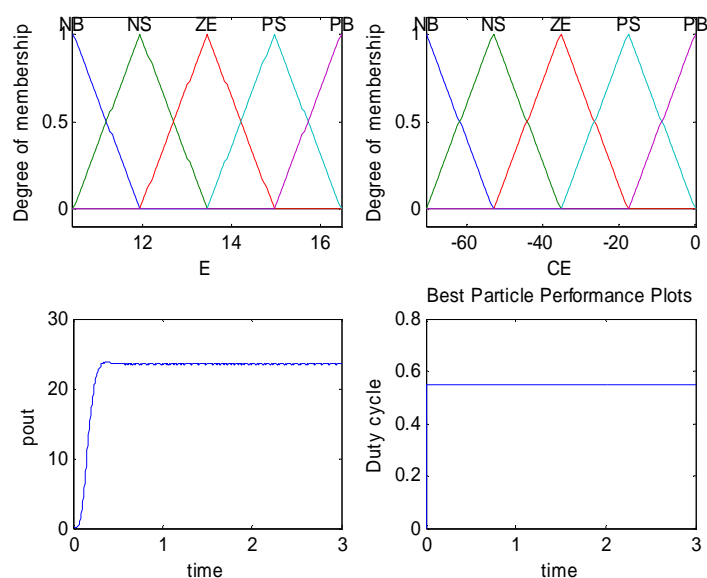 NB NS ZE PS PB
1
0.5
0
Degree of membership
12 14 16
E
NB NS ZE PS PB
1
0.5
0
Degree of membership
-60 -40 -20 0
CE
30
20
10
0
pout
0 1 2 3
time
Best Particle Performance Plots
0.8
0.6
0.4
0.2
0
Duty cycle
0 1 2 3
time